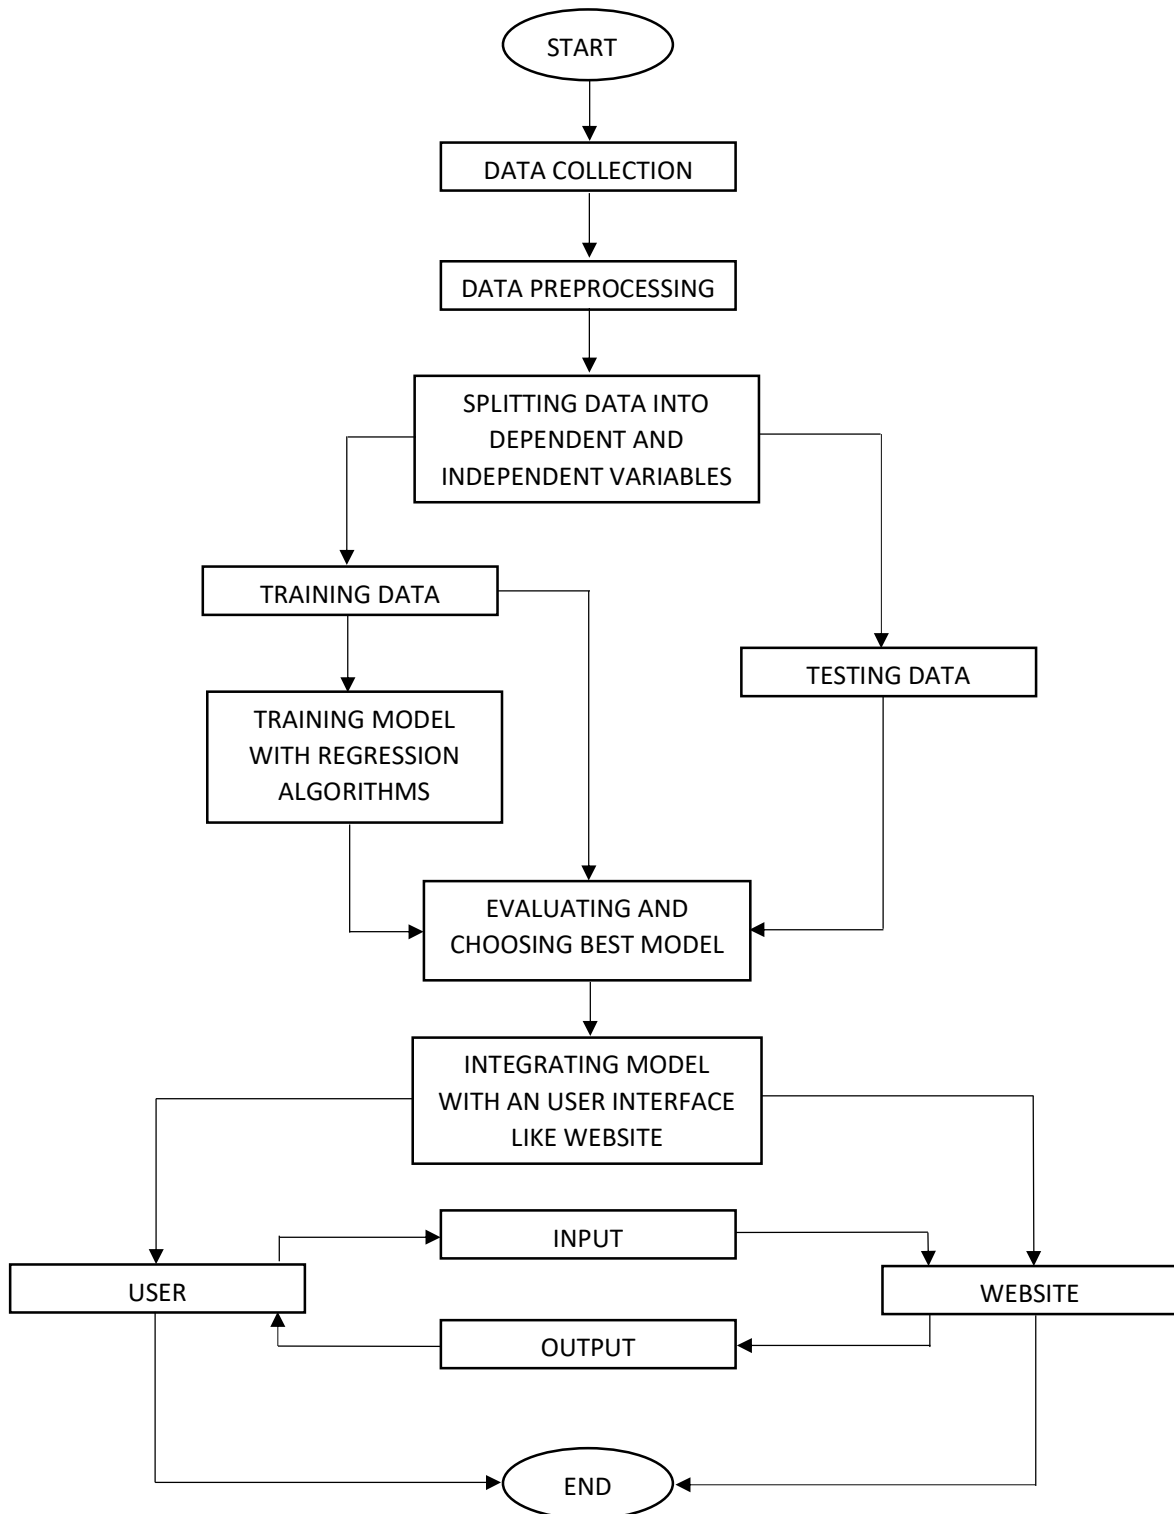 START
DATA COLLECTION
DATA PREPROCESSING
SPLITTING DATA INTO
DEPENDENT AND
INDEPENDENT VARIABLES
TRAINING DATA
TESTING DATA
TRAINING MODEL
WITH REGRESSION
ALGORITHMS
EVALUATING AND
CHOOSING BEST MODEL
INTEGRATING MODEL
WITH AN USER INTERFACE
LIKE WEBSITE
INPUT
USER
WEBSITE
OUTPUT
END